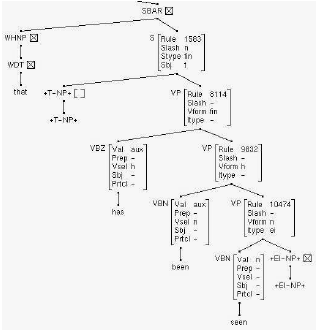 SBAR
WHNP S Rule 1583
Slash n
Stype fin
Sbj 1
WDT
that +T-NP+ VP Rule 8114
Slash -
Vform fin
Itype -
+T-NP+
VBZ Val aux VP Rule 9832
Prep - Slash -
Vsel h Vform h
Sbj - Itype -
Prtcl -
has VBN Val aux VP Rule 10474
Prep - Slash -
Vsel n Vform n
Sbj - Itype ei
Prtcl -
been VBN Val n +EI-NP+
Prep -
Vsel - +EI-NP+
Sbj -
Prtcl -
seen